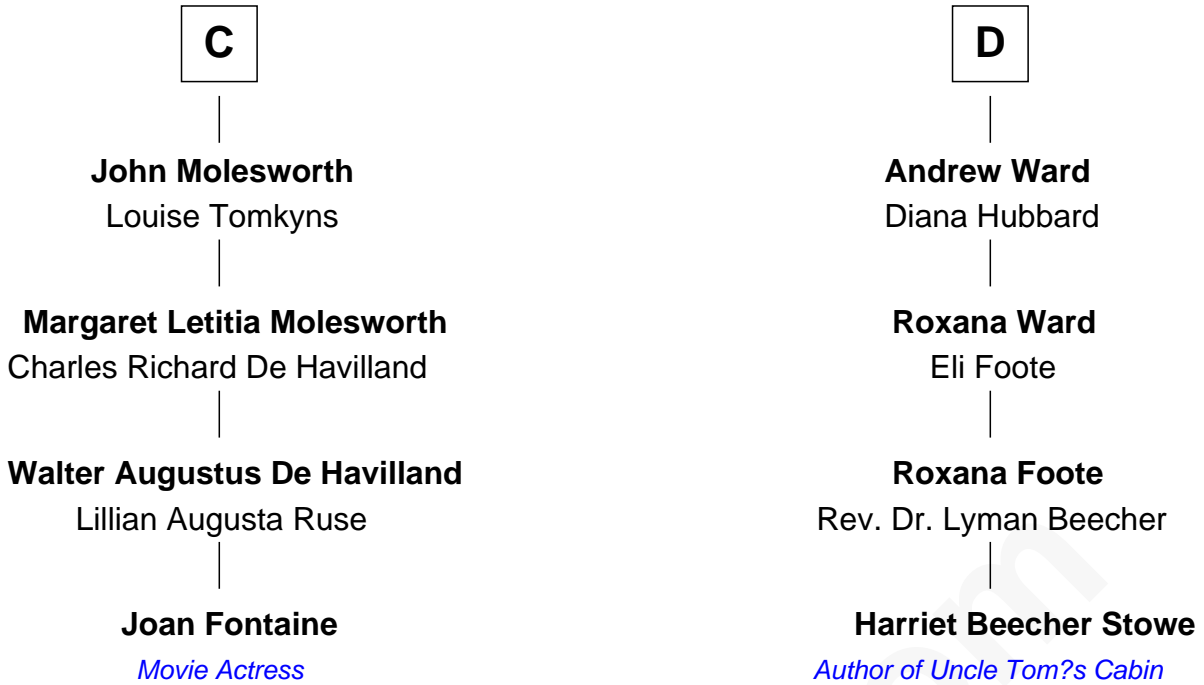 C
D
John Molesworth
Louise Tomkyns
Andrew Ward
Diana Hubbard
Margaret Letitia Molesworth
Charles Richard De Havilland
Roxana Ward
Eli Foote
Walter Augustus De Havilland
Lillian Augusta Ruse
Roxana Foote
Rev. Dr. Lyman Beecher
Joan Fontaine
Movie Actress
Harriet Beecher Stowe
Author of Uncle Tom?s Cabin